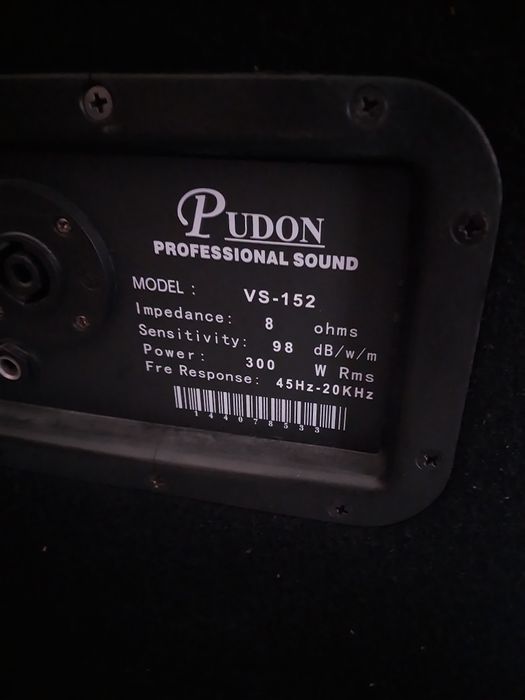 PUDON
PROFESSIONAL SOUND
MODEL : VS-152
Impedance: 8 ohms
Sensitivity: 98 dB/w/m
Power: 300 W Rms
Fre Response: 45Hz-20KHz
144078533